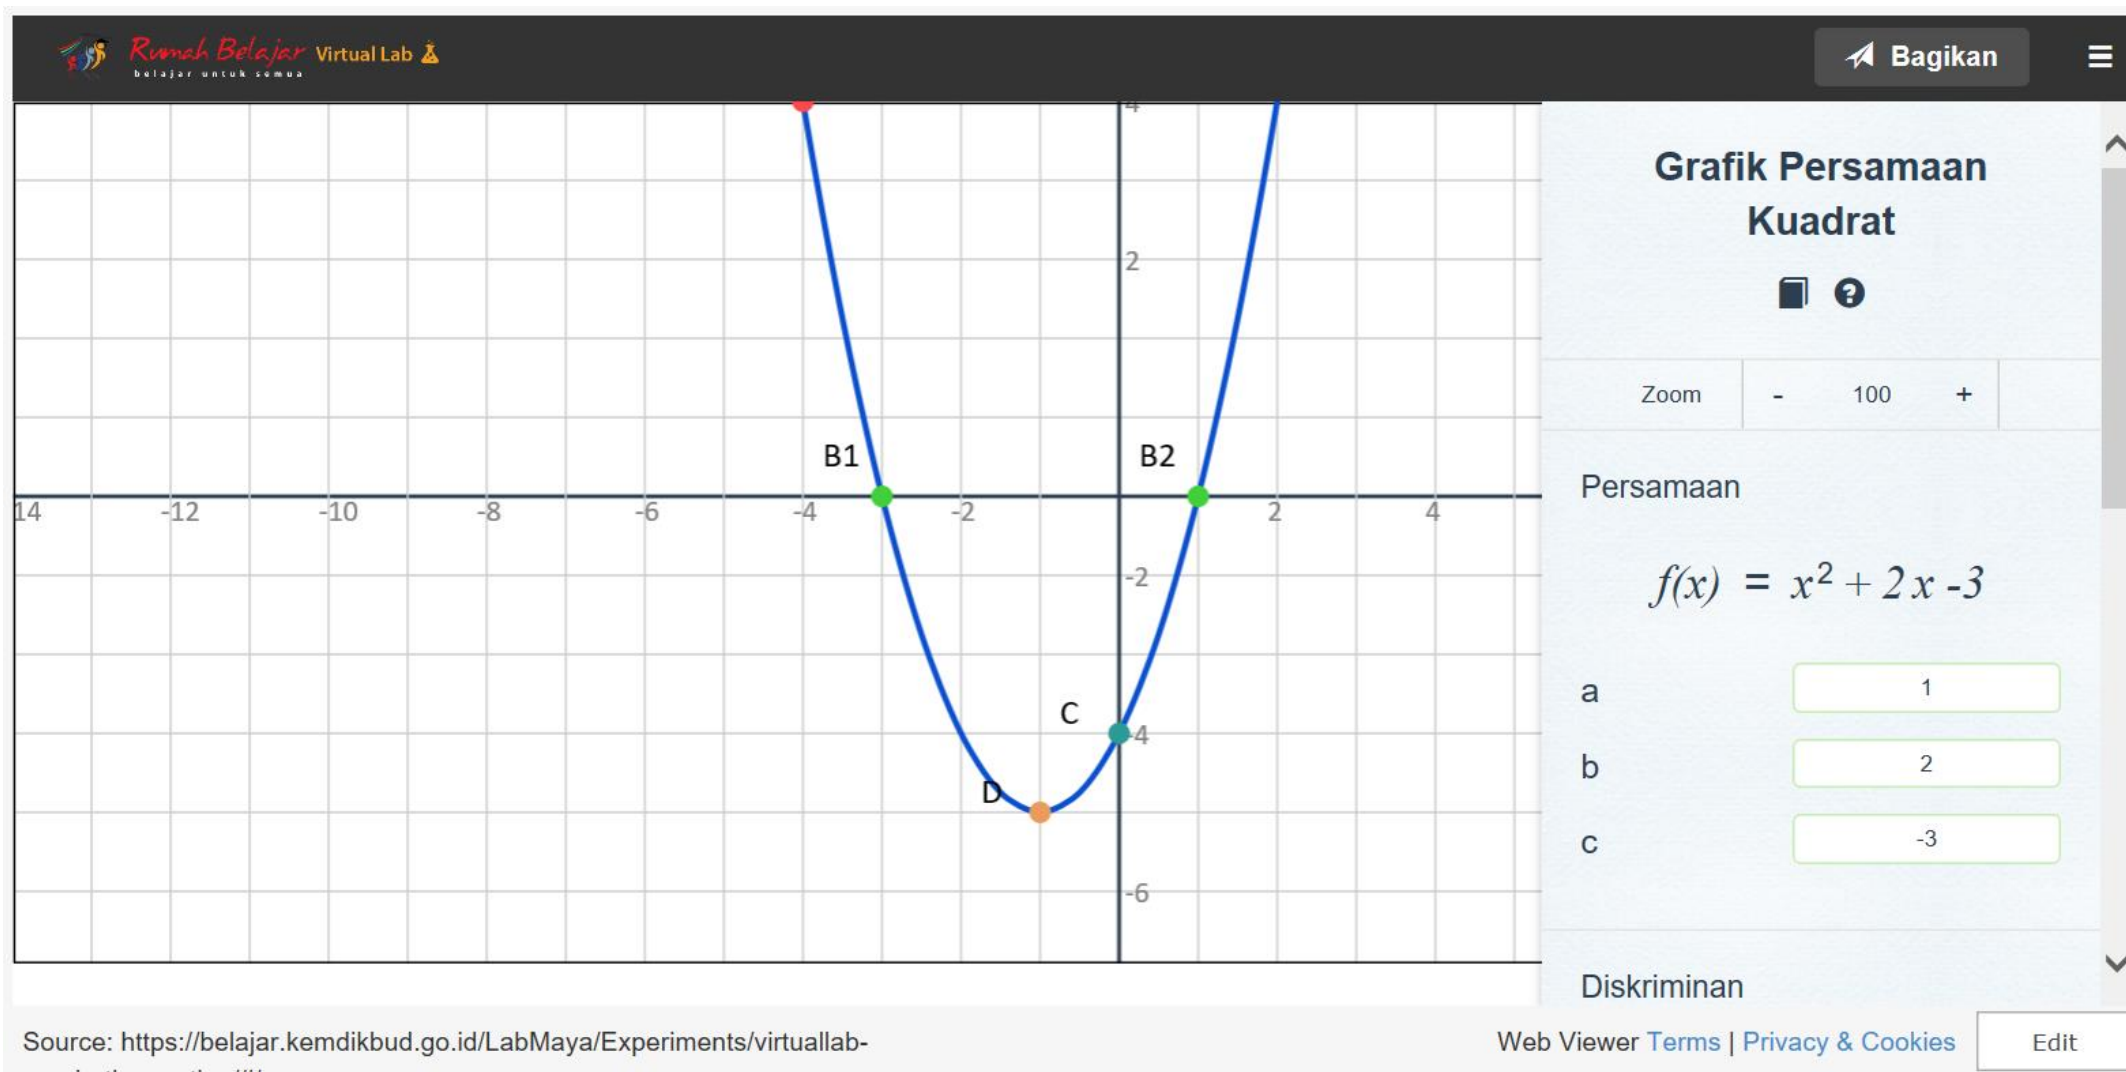 Rumah Belajar Virtual Lab
belajar untuk semua
Bagikan
4
2
B1
B2
14 -12 -10 -8 -6 -4 -2 2 4
-2
C
-4
D
-6
Grafik Persamaan
Kuadrat
Zoom - 100 +
Persamaan
f(x) = x² + 2x -3
a 1
b 2
c -3
Diskriminan
Source: https://belajar.kemdikbud.go.id/LabMaya/Experiments/virtuallab-
Web Viewer Terms | Privacy & Cookies
Edit